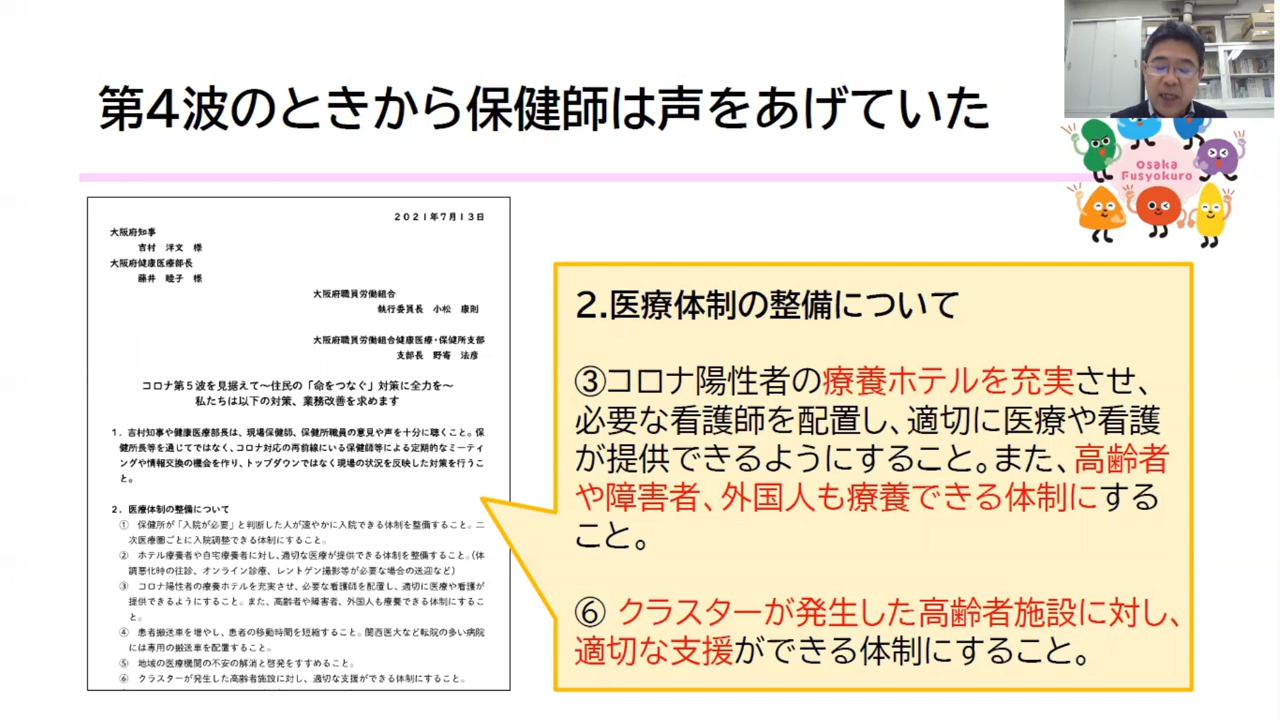 第4波のときから保健師は声をあげていた
Osaka
Fusyokuro
2021年7月13日
大阪府知事
吉村 洋文 様
大阪府健康医療部長
藤井 睦子 様
大阪府職員労働組合
執行委員長 小松 康則
大阪府職員労働組合健康医療・保健所支部
支部長 野寄 法彦
コロナ第5波を見据えて~住民の「命をつなぐ」対策に全力を~
私たちは以下の対策、業務改善を求めます
1.吉村知事や健康医療部長は、現場保健師、保健所職員の意見や声を十分に聴くこと。保
健所長等を通じてではなく、コロナ対応の再前線にいる保健師等による定期的なミーティ
ングや情報交換の機会を作り、トップダウンではなく現場の状況を反映した対策を行うこ
と。
2.医療体制の整備について
① 保健所が「入院が必要」と判断した人が速やかに入院できる体制を整備すること。二
次医療圏ごとに入院調整できる体制にすること。
② ホテル療養者や自宅療養者に対し、適切な医療が提供できる体制を整備すること。(体
調悪化時の往診、オンライン診療、レントゲン撮影等が必要な場合の送迎など)
③ コロナ陽性者の療養ホテルを充実させ、必要な看護師を配置し、適切に医療や看護が
提供できるようにすること。また、高齢者や障害者、外国人も療養できる体制にするこ
と。
④ 患者搬送車を増やし、患者の移動時間を短縮すること。関西医大など転院の多い病院
には専用の搬送車を配置すること。
⑤ 地域の医療機関の不安の解消と啓発をすすめること。
⑥ クラスターが発生した高齢者施設に対し、適切な支援ができる体制にすること。
2.医療体制の整備について
③コロナ陽性者の療養ホテルを充実させ、
必要な看護師を配置し、適切に医療や看護
が提供できるようにすること。また、高齢者
や障害者、外国人も療養できる体制にする
こと。
⑥ クラスターが発生した高齢者施設に対し、
適切な支援ができる体制にすること。